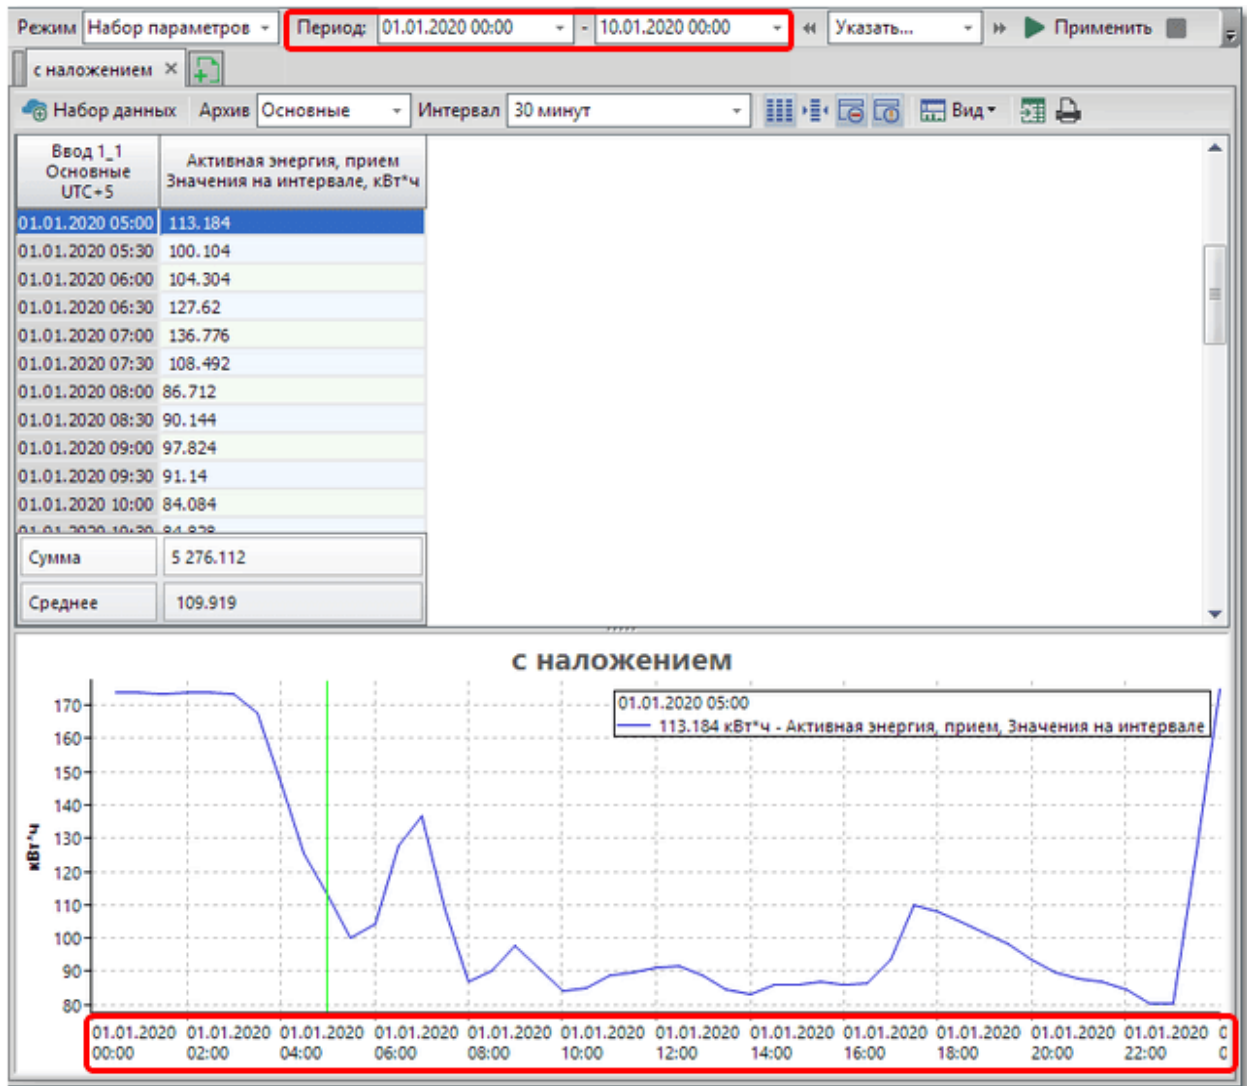 Режим Набор параметров Период: 01.01.2020 00:00 - 10.01.2020 00:00 Указать... Применить
с наложением
Набор данных Архив Основные Интервал 30 минут Вид
Ввод 1_1
Основные
UTC+5
Активная энергия, прием
Значения на интервале, кВт*ч
01.01.2020 05:00 113.184
01.01.2020 05:30 100.104
01.01.2020 06:00 104.304
01.01.2020 06:30 127.62
01.01.2020 07:00 136.776
01.01.2020 07:30 108.492
01.01.2020 08:00 86.712
01.01.2020 08:30 90.144
01.01.2020 09:00 97.824
01.01.2020 09:30 91.14
01.01.2020 10:00 84.084
01.01.2020 10:30 84.828
Сумма 5 276.112
Среднее 109.919
с наложением
01.01.2020 05:00
113.184 кВт*ч - Активная энергия, прием, Значения на интервале
170
160
150
140
130
120
110
100
90
80
кВт*ч
01.01.2020 01.01.2020 01.01.2020 01.01.2020 01.01.2020 01.01.2020 01.01.2020 01.01.2020 01.01.2020 01.01.2020 01.01.2020 01.01.2020
00:00 02:00 04:00 06:00 08:00 10:00 12:00 14:00 16:00 18:00 20:00 22:00